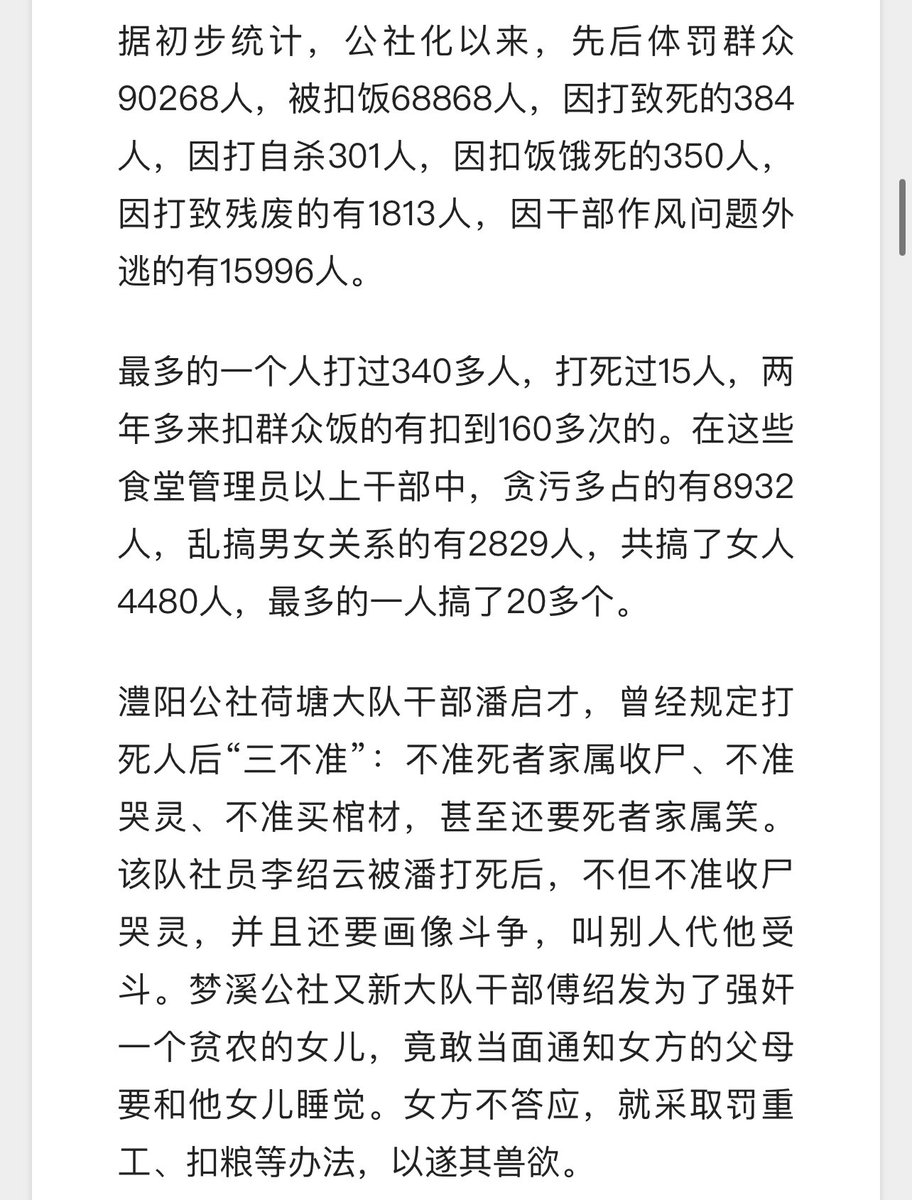 据初步统计，公社化以来，先后体罚群众
90268人，被扣饭68868人，因打致死的384
人，因打自杀301人，因扣饭饿死的350人，
因打致残废的有1813人，因干部作风问题外
逃的有15996人。
最多的一个人打过340多人，打死过15人，两
年多来扣群众饭的有扣到160多次的。在这些
食堂管理员以上干部中，贪污多占的有8932
人，乱搞男女关系的有2829人，共搞了女人
4480人，最多的一人搞了20多个。
澧阳公社荷塘大队干部潘启才，曾经规定打
死人后“三不准”：不准死者家属收尸、不准
哭灵、不准买棺材，甚至还要死者家属笑。
该队社员李绍云被潘打死后，不但不准收尸
哭灵，并且还要画像斗争，叫别人代他受
斗。梦溪公社又新大队干部傅绍发为了强奸
一个贫农的女儿，竟敢当面通知女方的父母
要和他女儿睡觉。女方不答应，就采取罚重
工、扣粮等办法，以遂其兽欲。